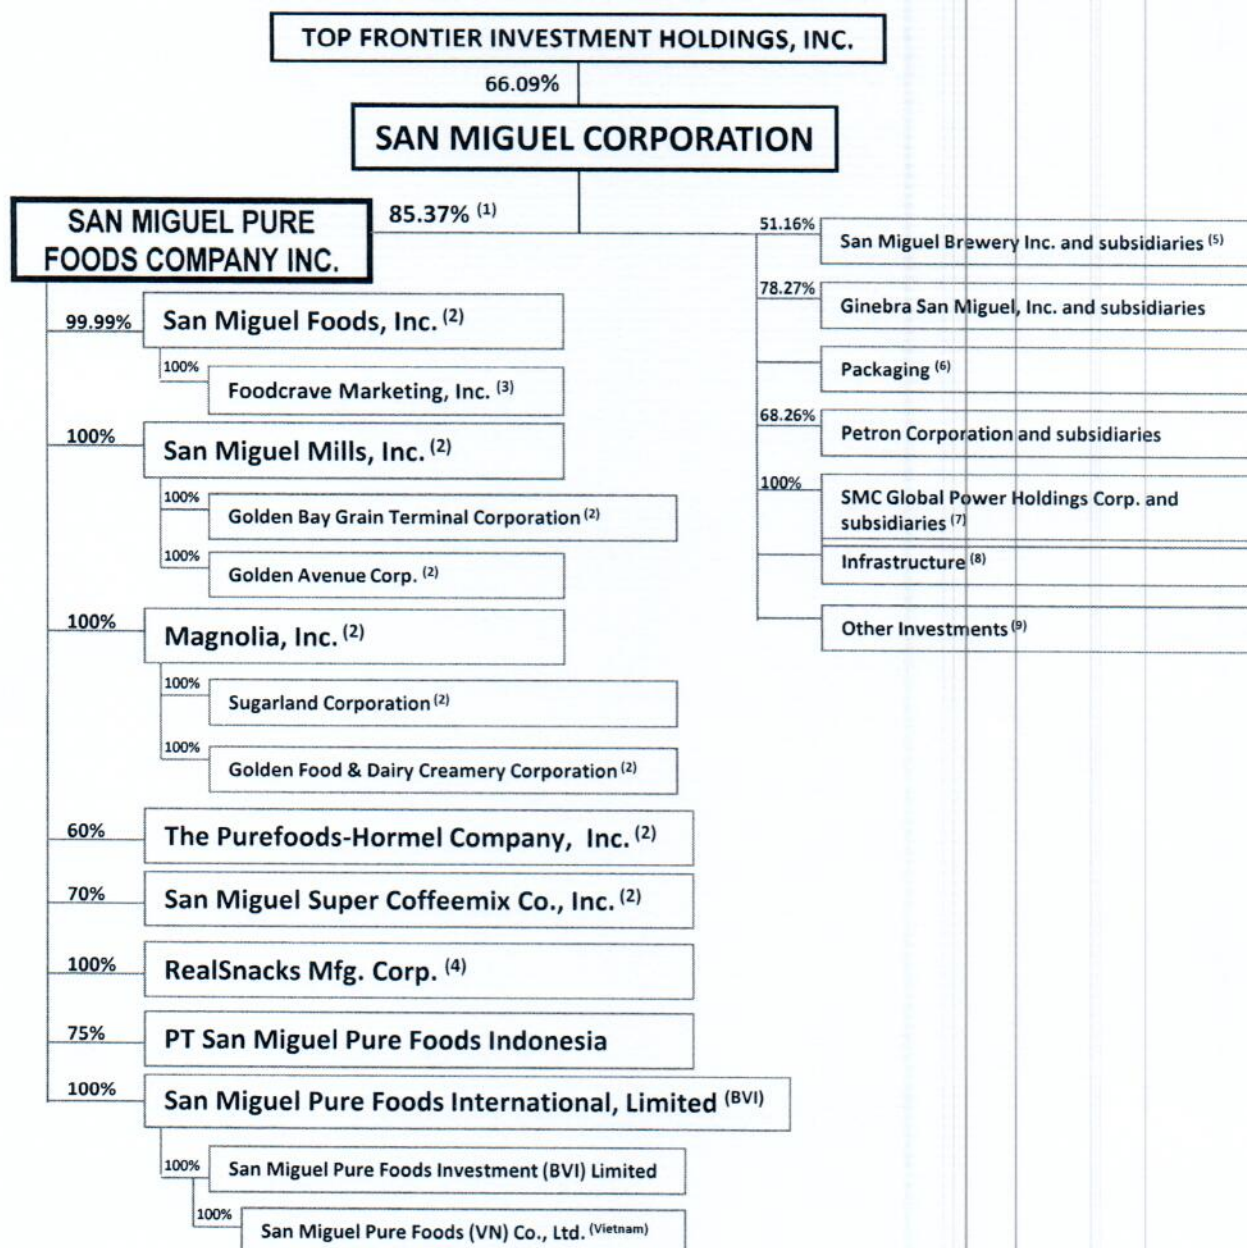 TOP FRONTIER INVESTMENT HOLDINGS, INC.
66.09%
SAN MIGUEL CORPORATION
SAN MIGUEL PURE
FOODS COMPANY INC.
85.37% (1)
99.99%
San Miguel Foods, Inc. (2)
100%
Foodcrave Marketing, Inc. (3)
100%
San Miguel Mills, Inc. (2)
100%
Golden Bay Grain Terminal Corporation (2)
100%
Golden Avenue Corp. (2)
100%
Magnolia, Inc. (2)
100%
Sugarland Corporation (2)
100%
Golden Food & Dairy Creamery Corporation (2)
60%
The Purefoods-Hormel Company, Inc. (2)
70%
San Miguel Super Coffeemix Co., Inc. (2)
100%
RealSnacks Mfg. Corp. (4)
75%
PT San Miguel Pure Foods Indonesia
100%
San Miguel Pure Foods International, Limited (BVI)
100%
San Miguel Pure Foods Investment (BVI) Limited
100%
San Miguel Pure Foods (VN) Co., Ltd. (Vietnam)
51.16%
San Miguel Brewery Inc. and subsidiaries (5)
78.27%
Ginebra San Miguel, Inc. and subsidiaries
Packaging (6)
68.26%
Petron Corporation and subsidiaries
100%
SMC Global Power Holdings Corp. and
subsidiaries (7)
Infrastructure (8)
Other Investments (9)